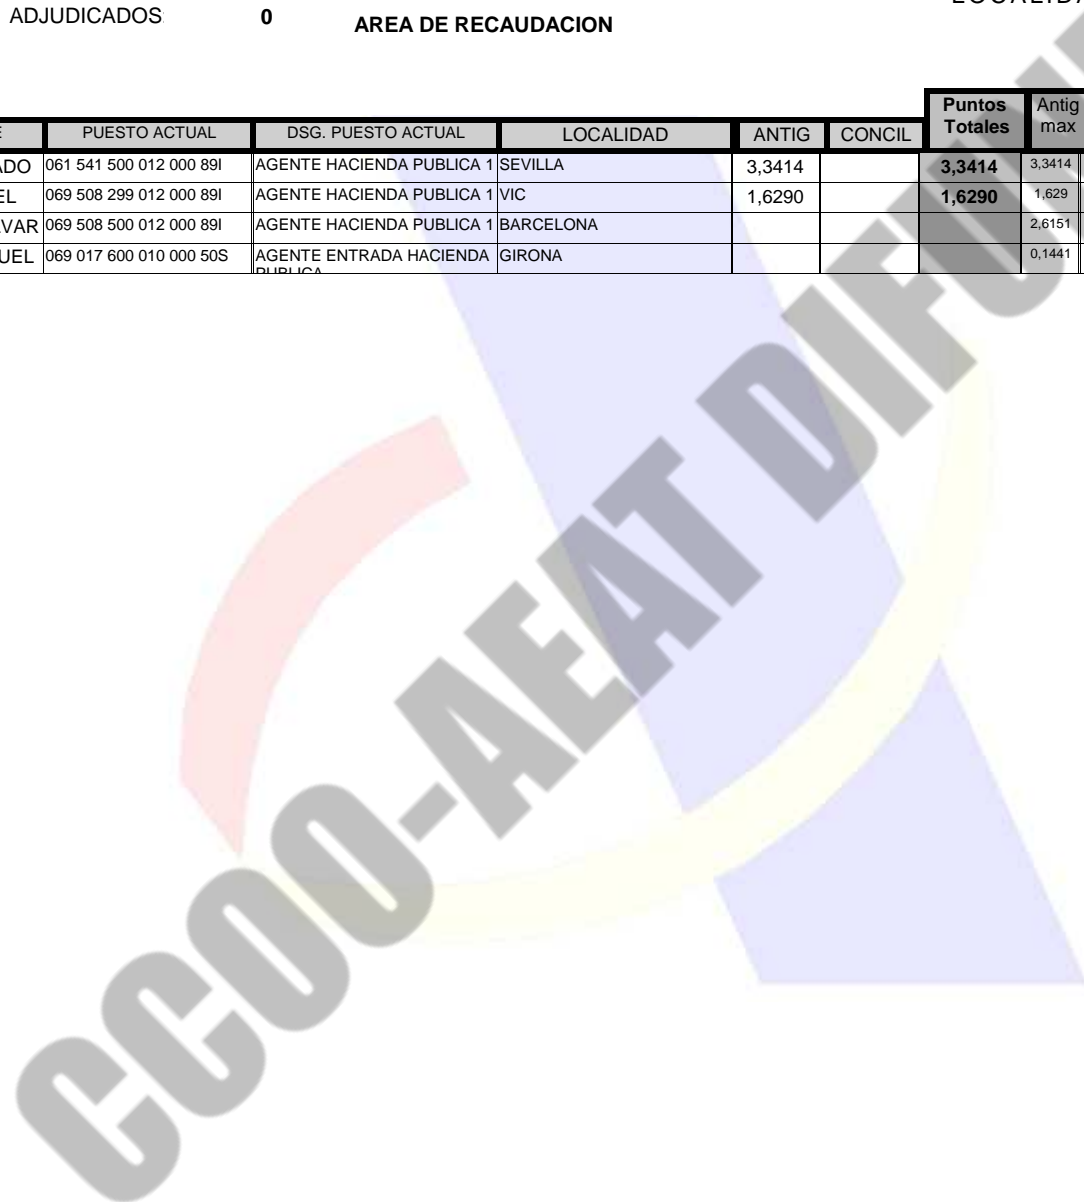 ADJUDICADOS: 0 AREA DE RECAUDACION
Puntos Totales Antig max
PUESTO ACTUAL DSG. PUESTO ACTUAL LOCALIDAD ANTIG CONCIL
ADO 061 541 500 012 000 89I AGENTE HACIENDA PUBLICA 1 SEVILLA 3,3414 3,3414 3,3414
EL 069 508 299 012 000 89I AGENTE HACIENDA PUBLICA 1 VIC 1,6290 1,6290 1,629
VAR 069 508 500 012 000 89I AGENTE HACIENDA PUBLICA 1 BARCELONA 2,6151
UEL 069 017 600 010 000 50S AGENTE ENTRADA HACIENDA PUBLICA GIRONA 0,1441
CCOO-AEAT DIFUN